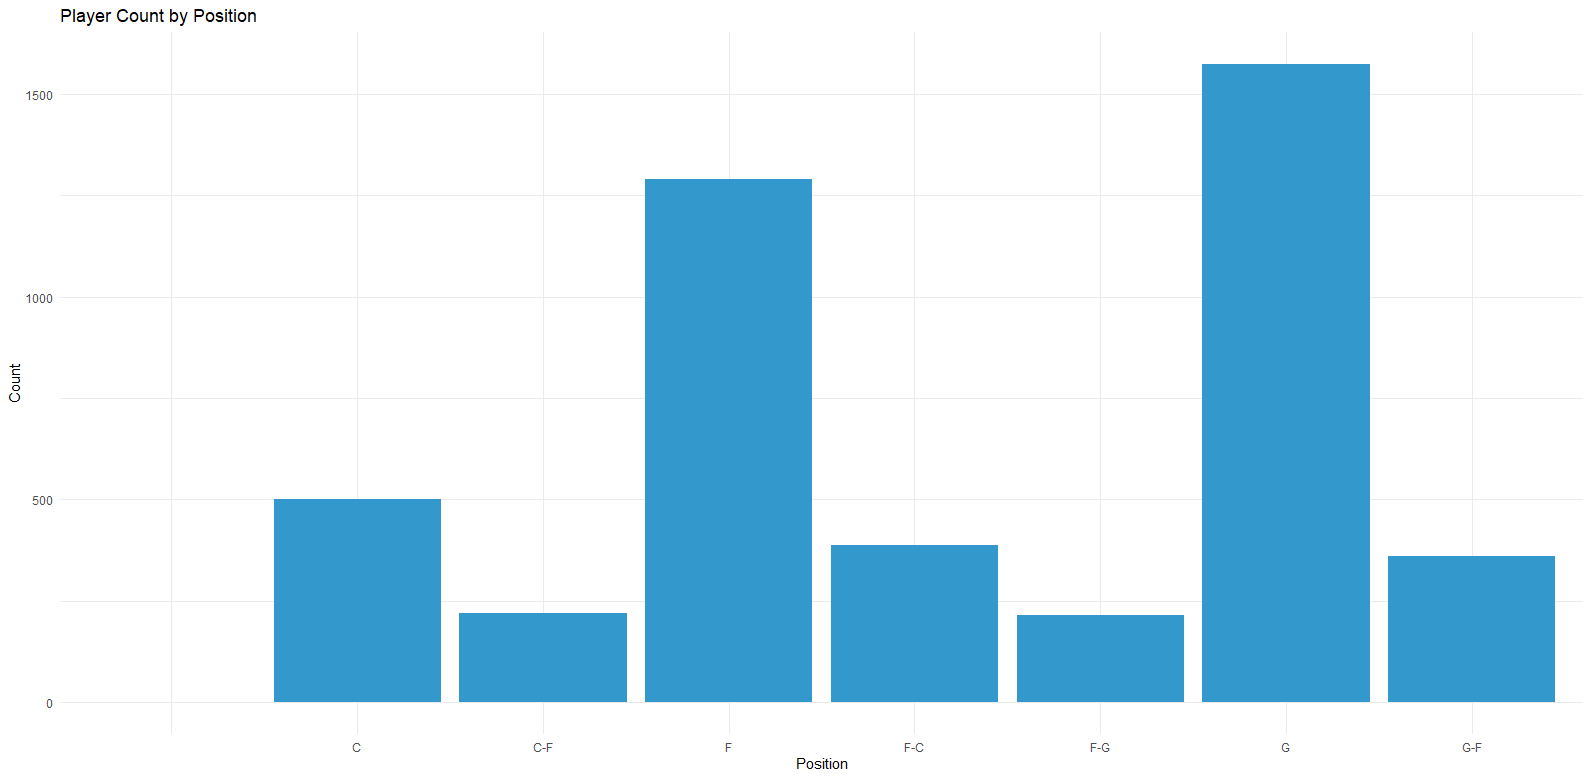 Player Count by Position
Count
1500
1000
500
0
C
C-F
F
F-C
F-G
G
G-F
Position